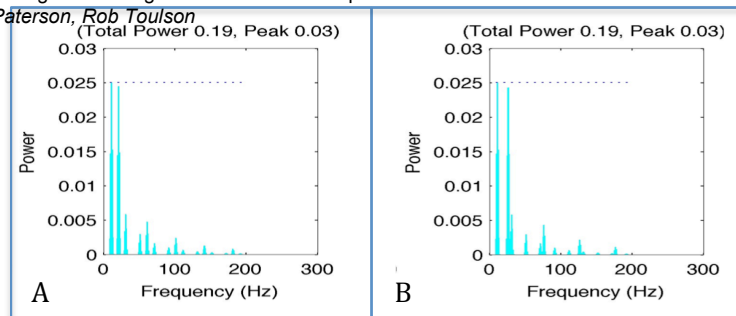 Paterson, Rob Toulson
(Total Power 0.19, Peak 0.03)
0.03
0.025
0.02
0.015
0.01
0.005
0
Power
0 100 200 300
Frequency (Hz)
A
(Total Power 0.19, Peak 0.03)
0.03
0.025
0.02
0.015
0.01
0.005
0
Power
0 100 200 300
Frequency (Hz)
B